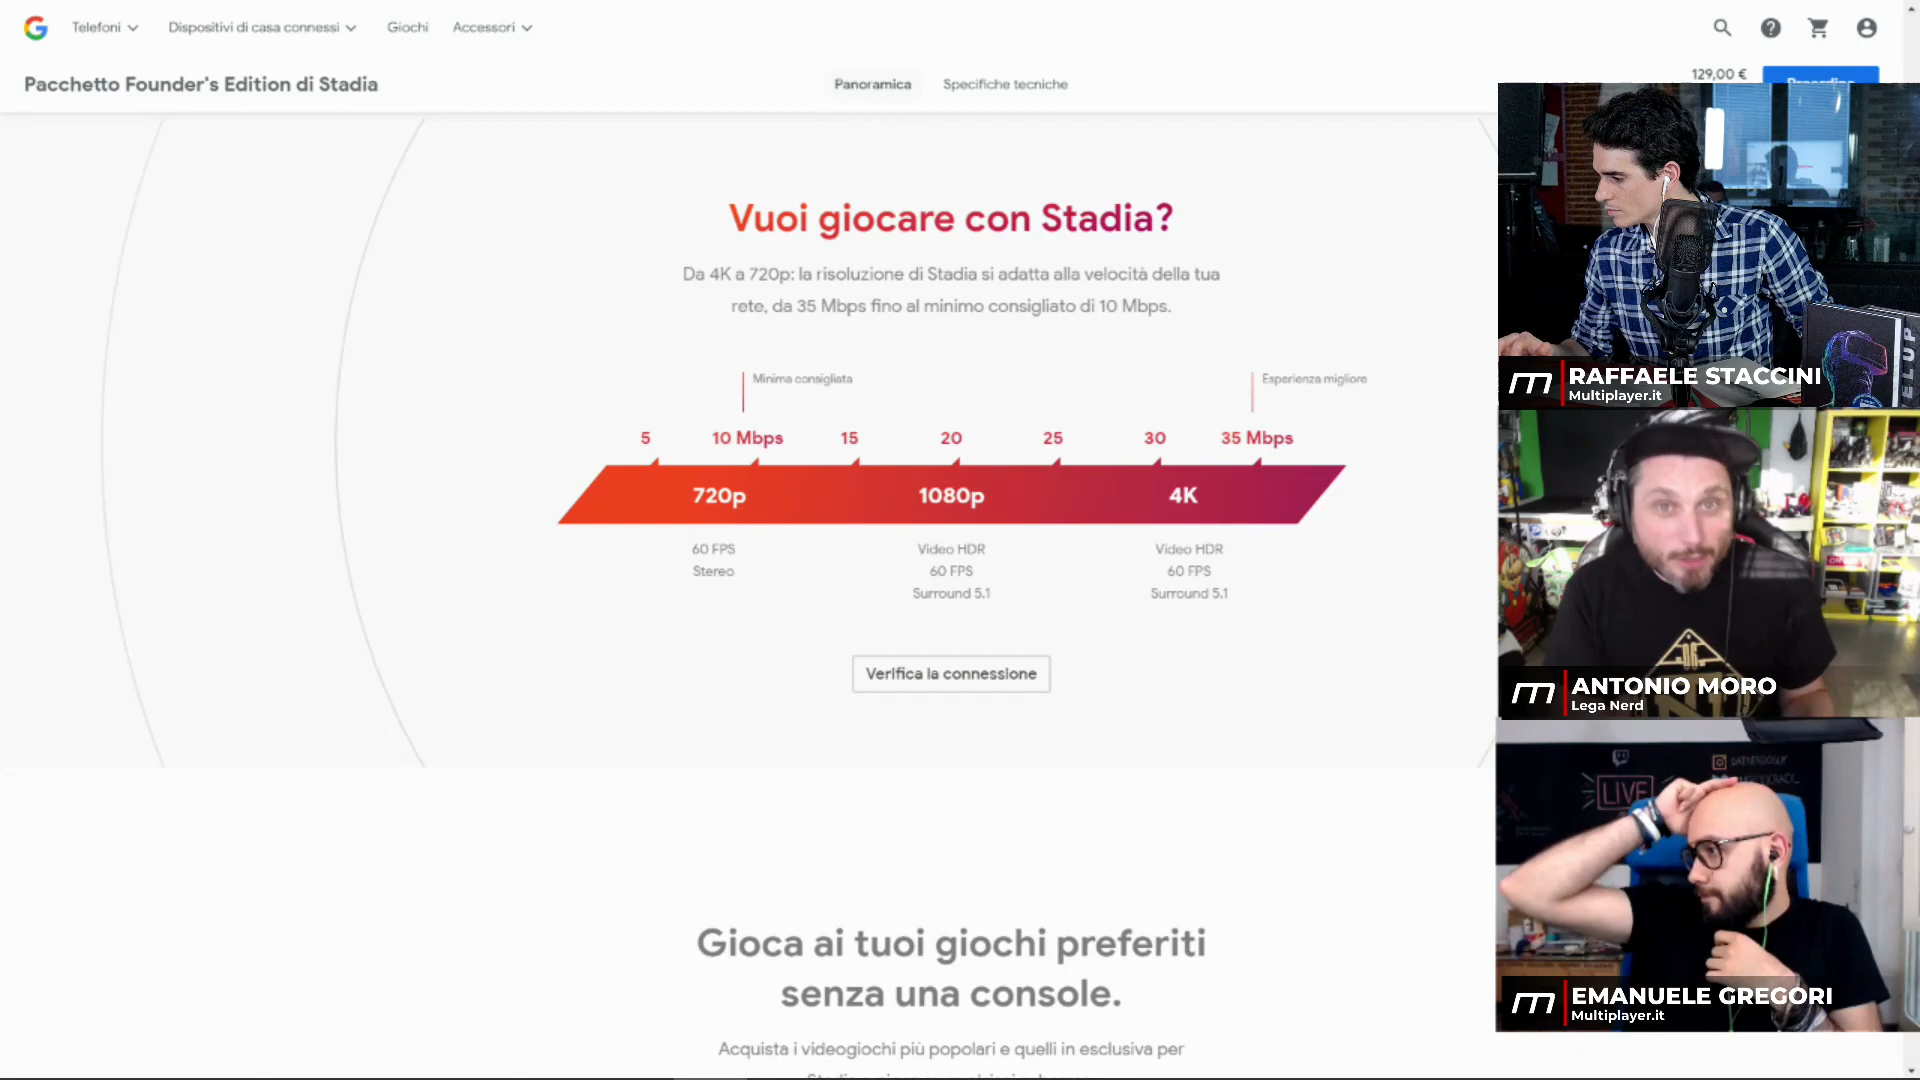 Telefoni
Dispositivi di casa connessi
Giochi
Accessori
Pacchetto Founder's Edition di Stadia
Panoramica
Specifiche tecniche
129,00 €
Vuoi giocare con Stadia?
Da 4K a 720p: la risoluzione di Stadia si adatta alla velocità della tua
rete, da 35 Mbps fino al minimo consigliato di 10 Mbps.
Minima consigliata
Esperienza migliore
5
10 Mbps
15
20
25
30
35 Mbps
720p
1080p
4K
60 FPS
Stereo
Video HDR
60 FPS
Surround 5.1
Video HDR
60 FPS
Surround 5.1
Verifica la connessione
Gioca ai tuoi giochi preferiti
senza una console.
Acquista i videogiochi più popolari e quelli in esclusiva per
RAFFAELE STACCINI
Multiplayer.it
ANTONIO MORO
Lega Nerd
LIVE
EMANUELE GREGORI
Multiplayer.it